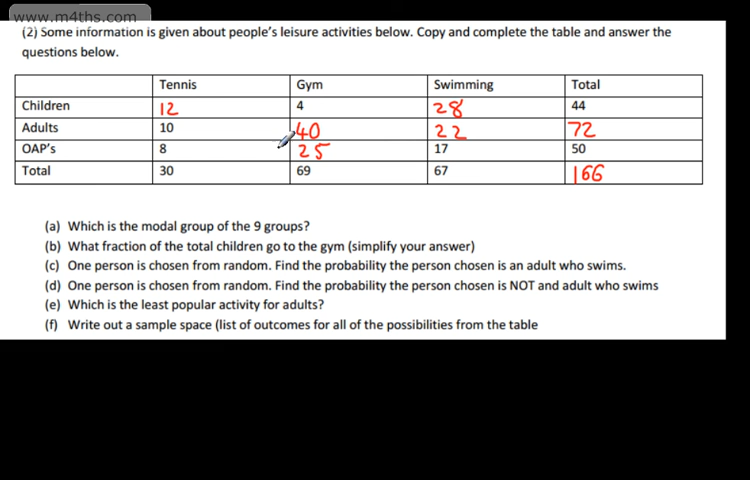 www.m4ths.com
(2) Some information is given about people's leisure activities below. Copy and complete the table and answer the
questions below.
Tennis Gym Swimming Total
Children 12 4 28 44
Adults 10 40 22 72
OAP's 8 25 17 50
Total 30 69 67 166
(a) Which is the modal group of the 9 groups?
(b) What fraction of the total children go to the gym (simplify your answer)
(c) One person is chosen from random. Find the probability the person chosen is an adult who swims.
(d) One person is chosen from random. Find the probability the person chosen is NOT and adult who swims
(e) Which is the least popular activity for adults?
(f) Write out a sample space (list of outcomes for all of the possibilities from the table